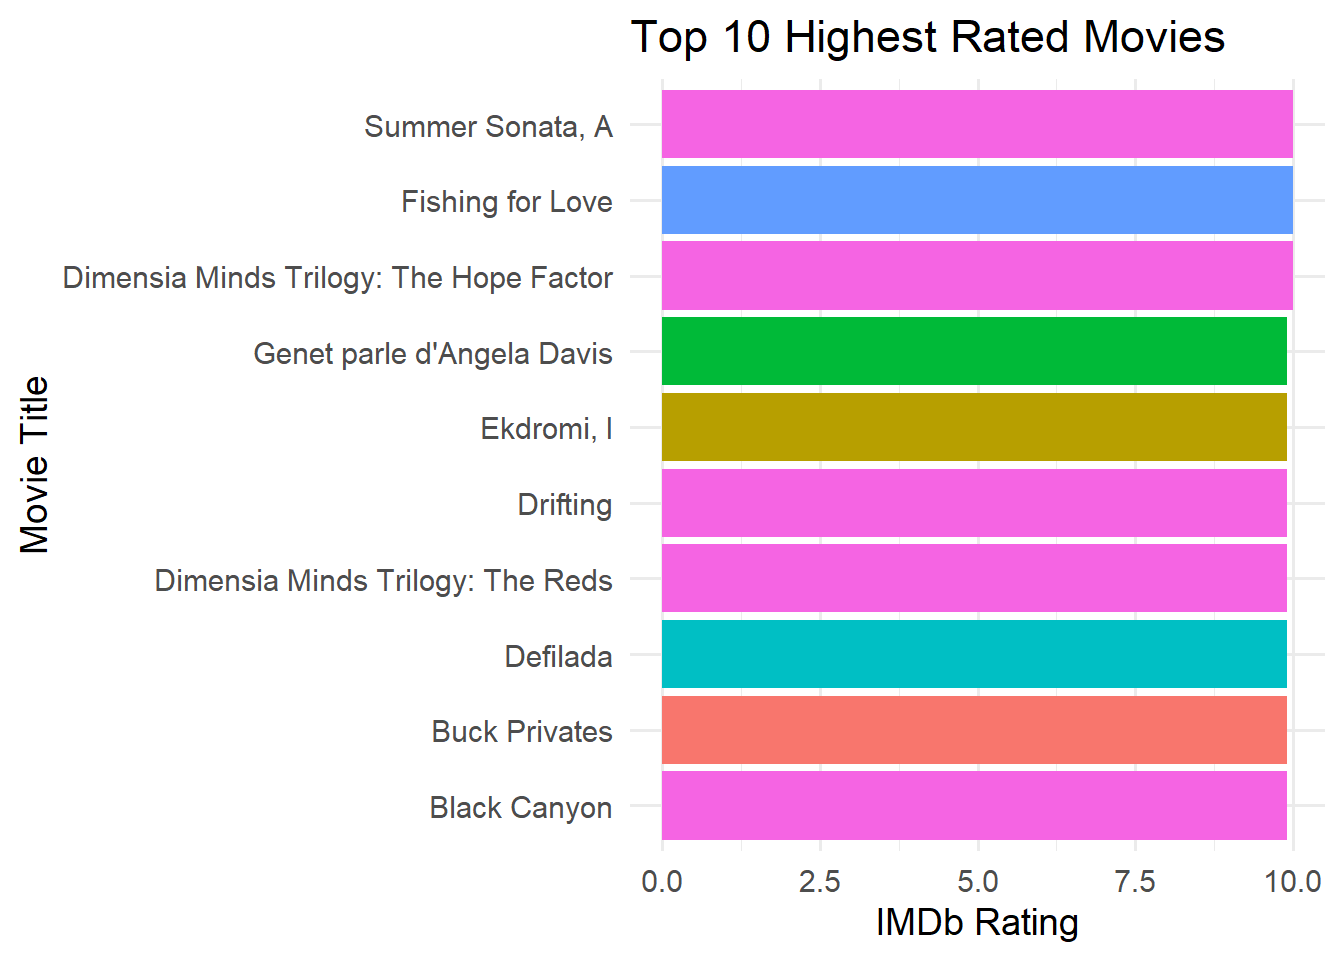 Top 10 Highest Rated Movies
Movie Title
Summer Sonata, A
Fishing for Love
Dimensia Minds Trilogy: The Hope Factor
Genet parle d'Angela Davis
Ekdromi, I
Drifting
Dimensia Minds Trilogy: The Reds
Defilada
Buck Privates
Black Canyon
0.0 2.5 5.0 7.5 10.0
IMDb Rating